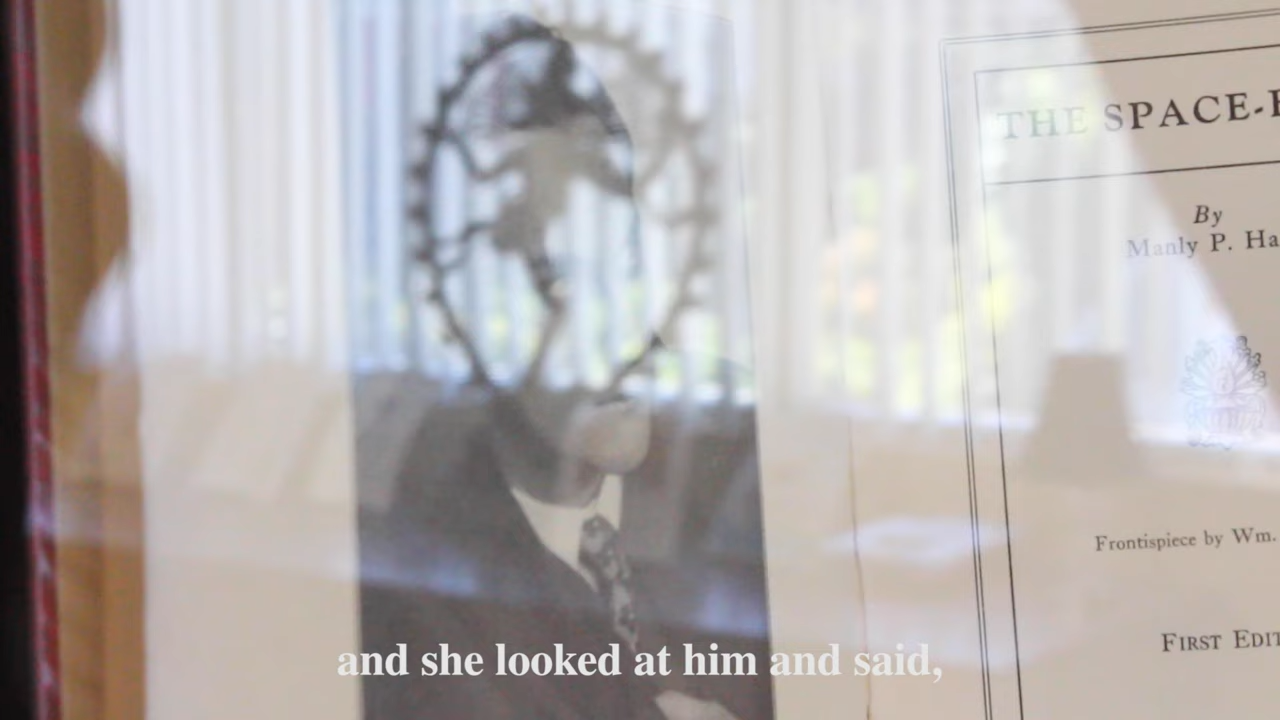 THE SPACE-
By
Manly P. Ha
Frontispiece by Wm.
FIRST EDIT
and she looked at him and said,